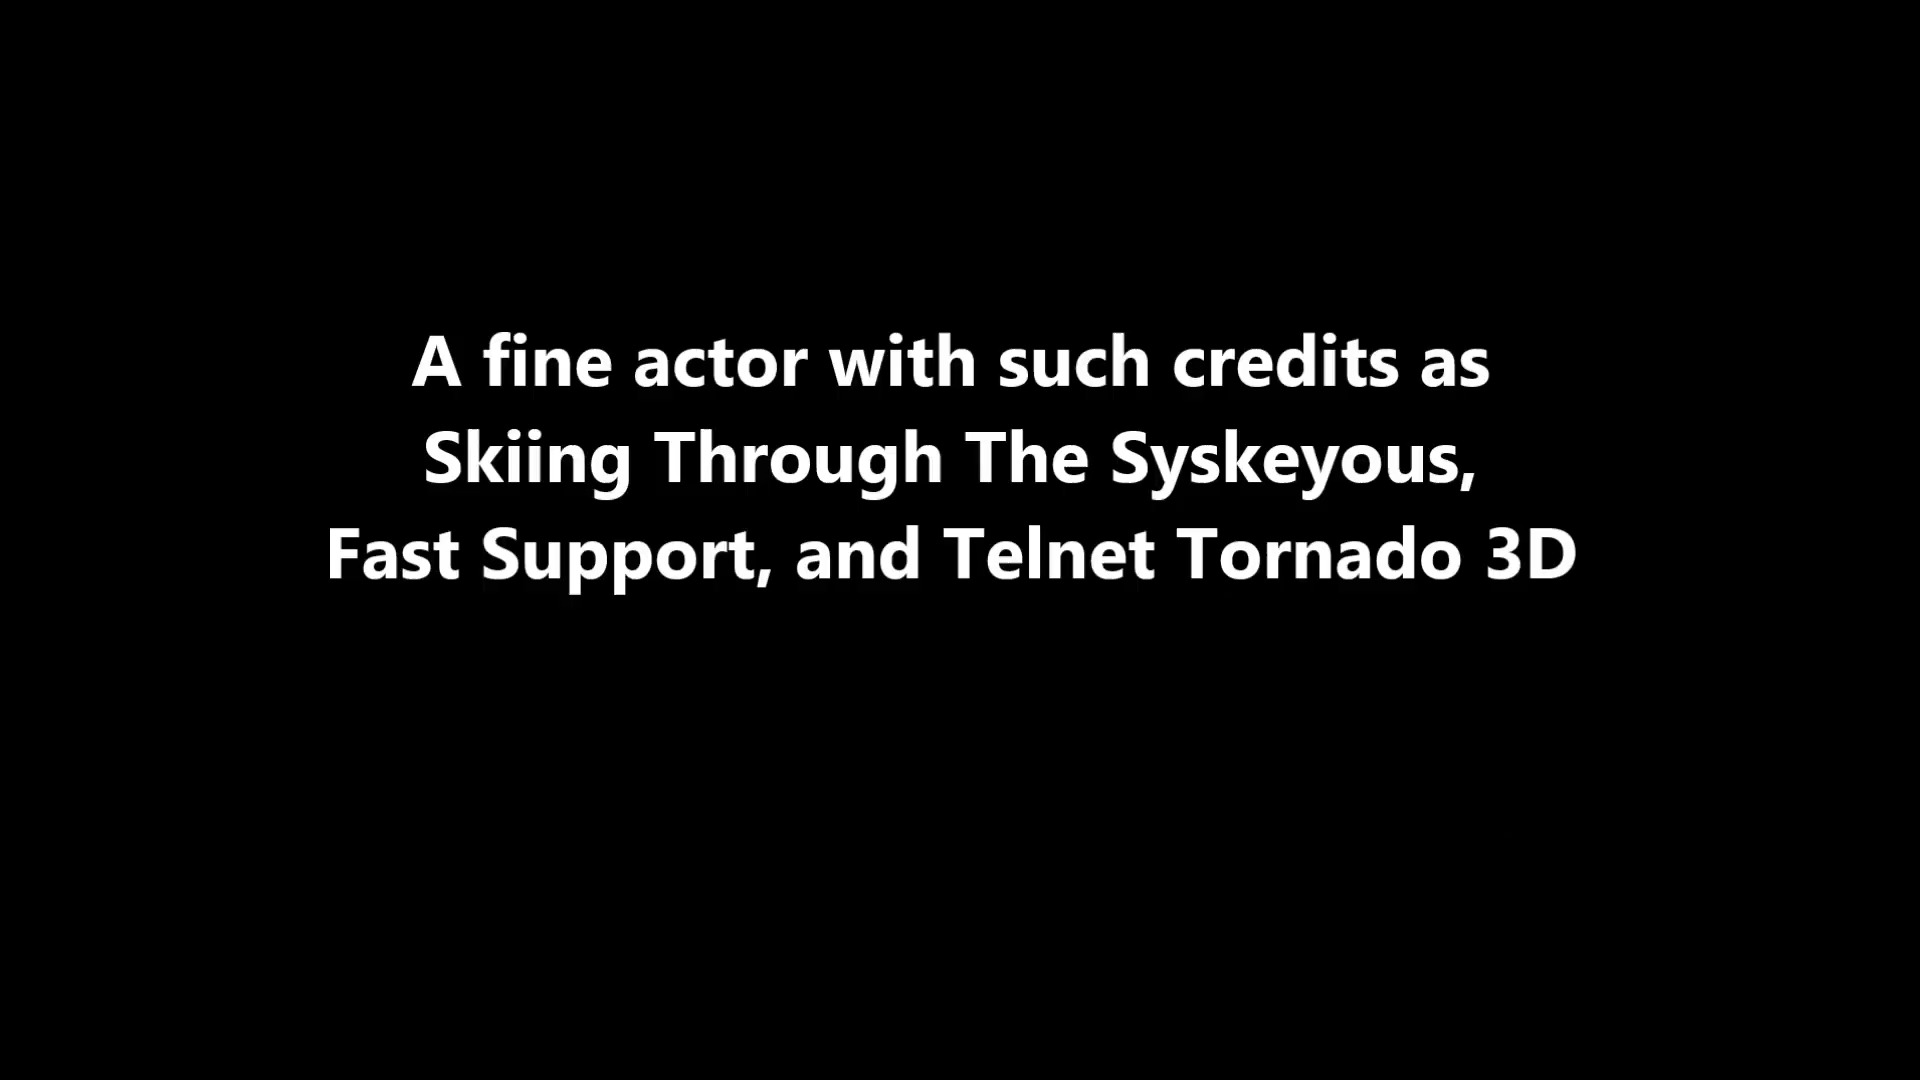 A fine actor with such credits as
Skiing Through The Syskeyous,
Fast Support, and Telnet Tornado 3D